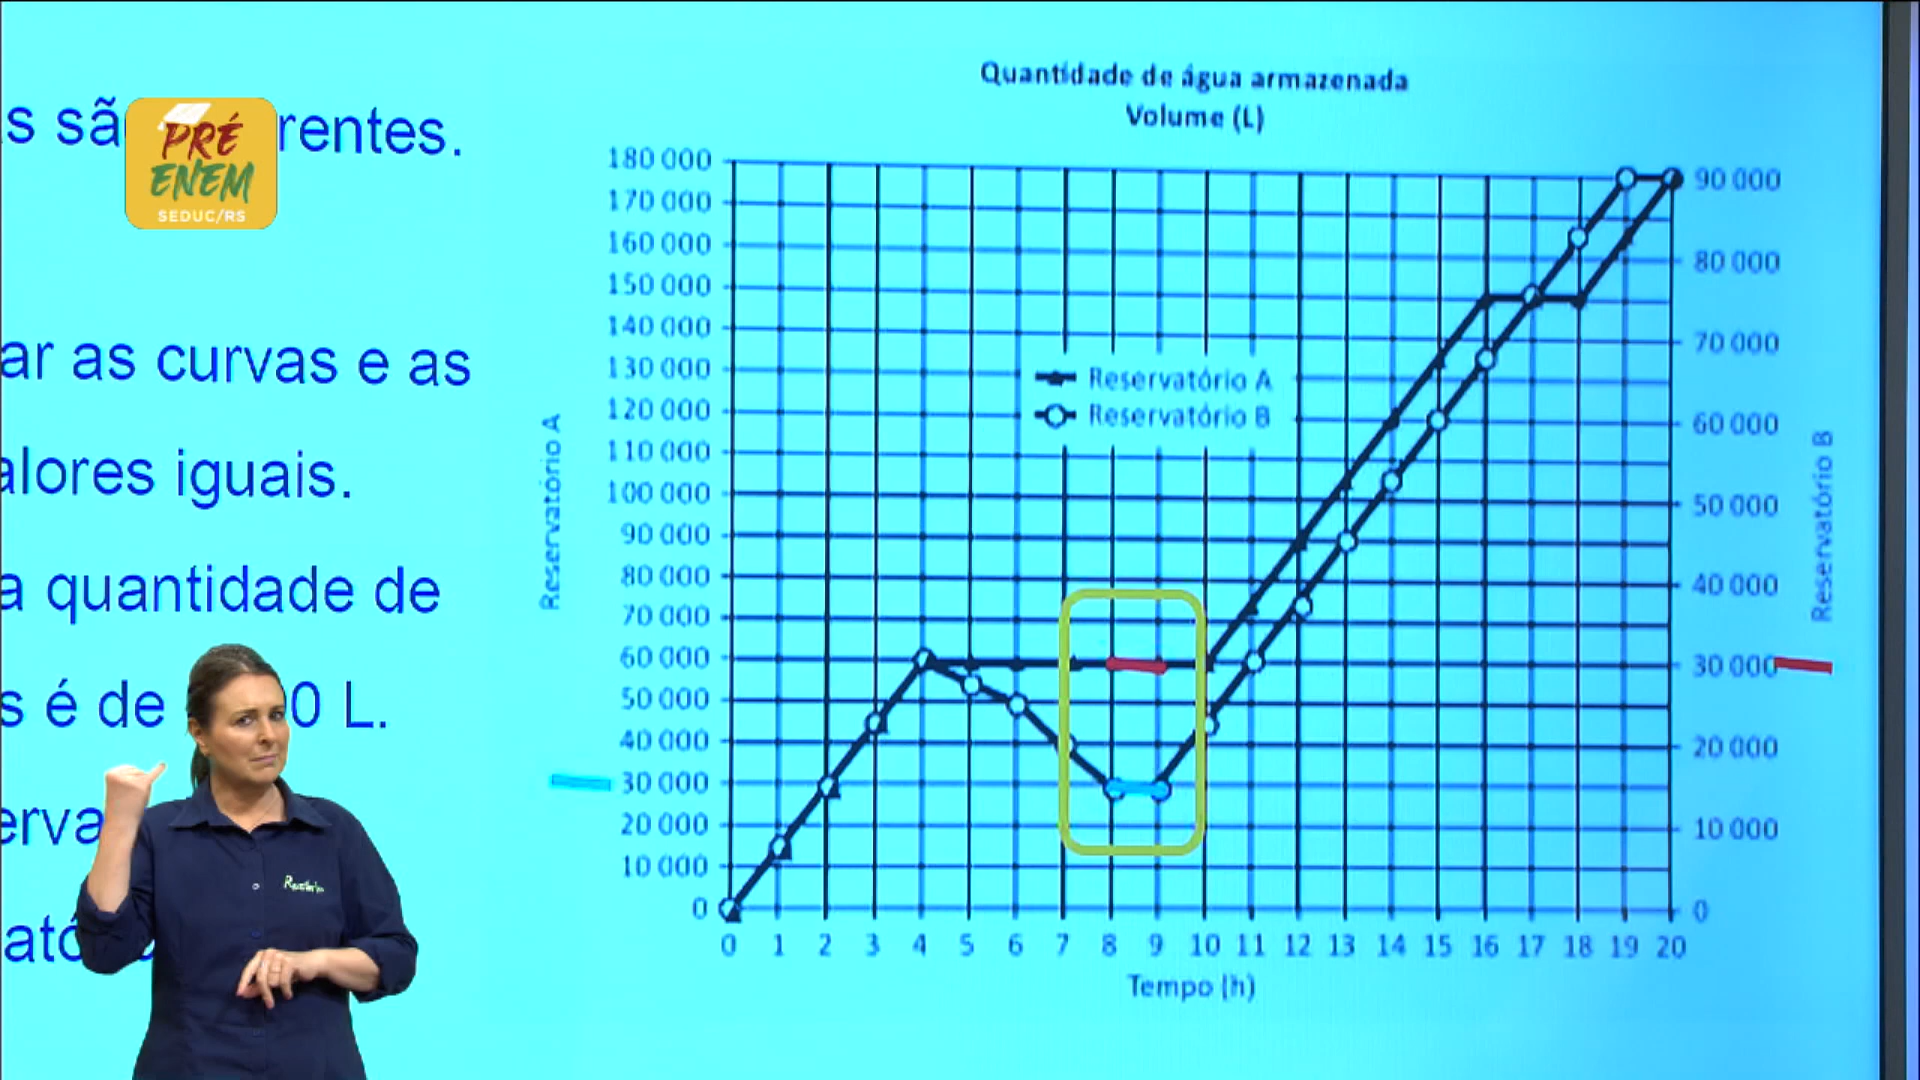 s sã rentes.
PRÉ
ENEM
SEDUC/RS
ar as curvas e as
alores iguais.
a quantidade de
s é de 0 L.
erva
ató
Quantidade de água armazenada
Volume (L)
180 000
170 000
160 000
150 000
140 000
130 000
120 000
110 000
100 000
90 000
80 000
70 000
60 000
50 000
40 000
30 000
20 000
10 000
0
Reservatório A
Reservatório A
Reservatório B
90 000
80 000
70 000
60 000
50 000
40 000
30 000
20 000
10 000
0
Reservatório B
0 1 2 3 4 5 6 7 8 9 10 11 12 13 14 15 16 17 18 19 20
Tempo (h)